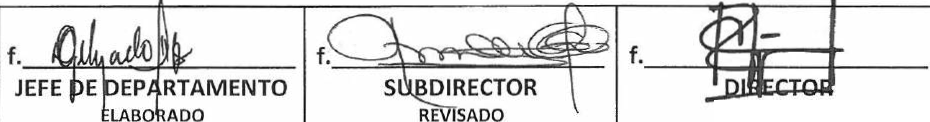 f. f. f.
JEFE DE DEPARTAMENTO SUBDIRECTOR DIRECTOR
ELABORADO REVISADO